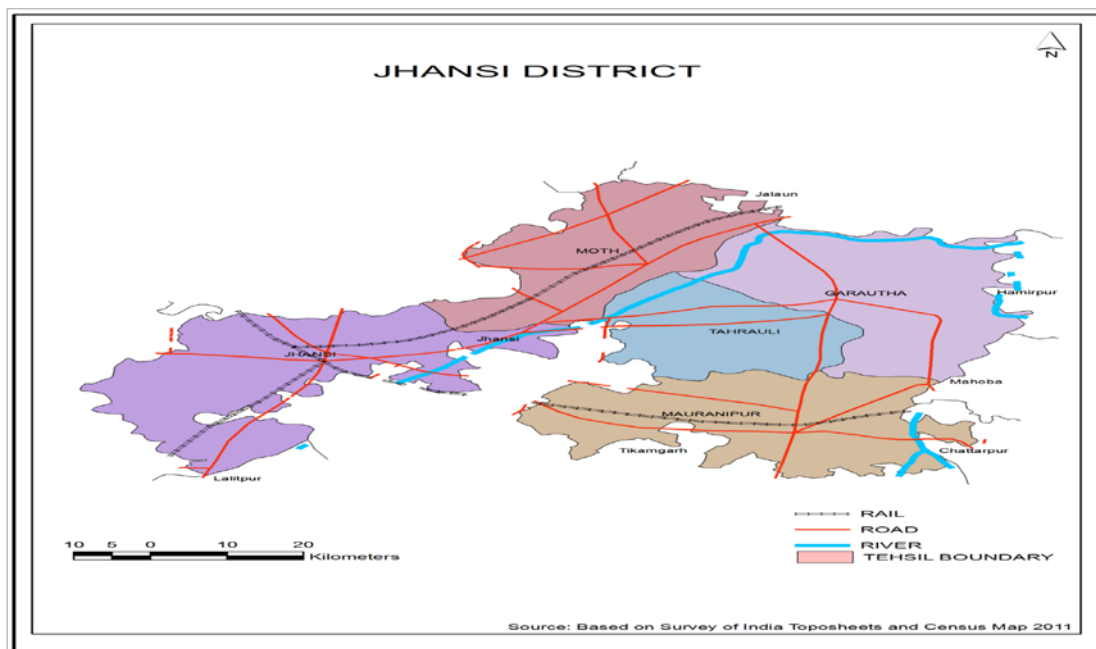 N
JHANSI DISTRICT
Jalaun
MOTH
GARAUTHA
Hamirpur
TAHRAULI
Jhansi
JHANSI
Mahoba
MAURANIPUR
Tikamgarh
Chattarpur
Lalitpur
RAIL
ROAD
RIVER
TEHSIL BOUNDARY
10 5 0 10 20
Kilometers
Source: Based on Survey of India Toposheets and Census Map 2011